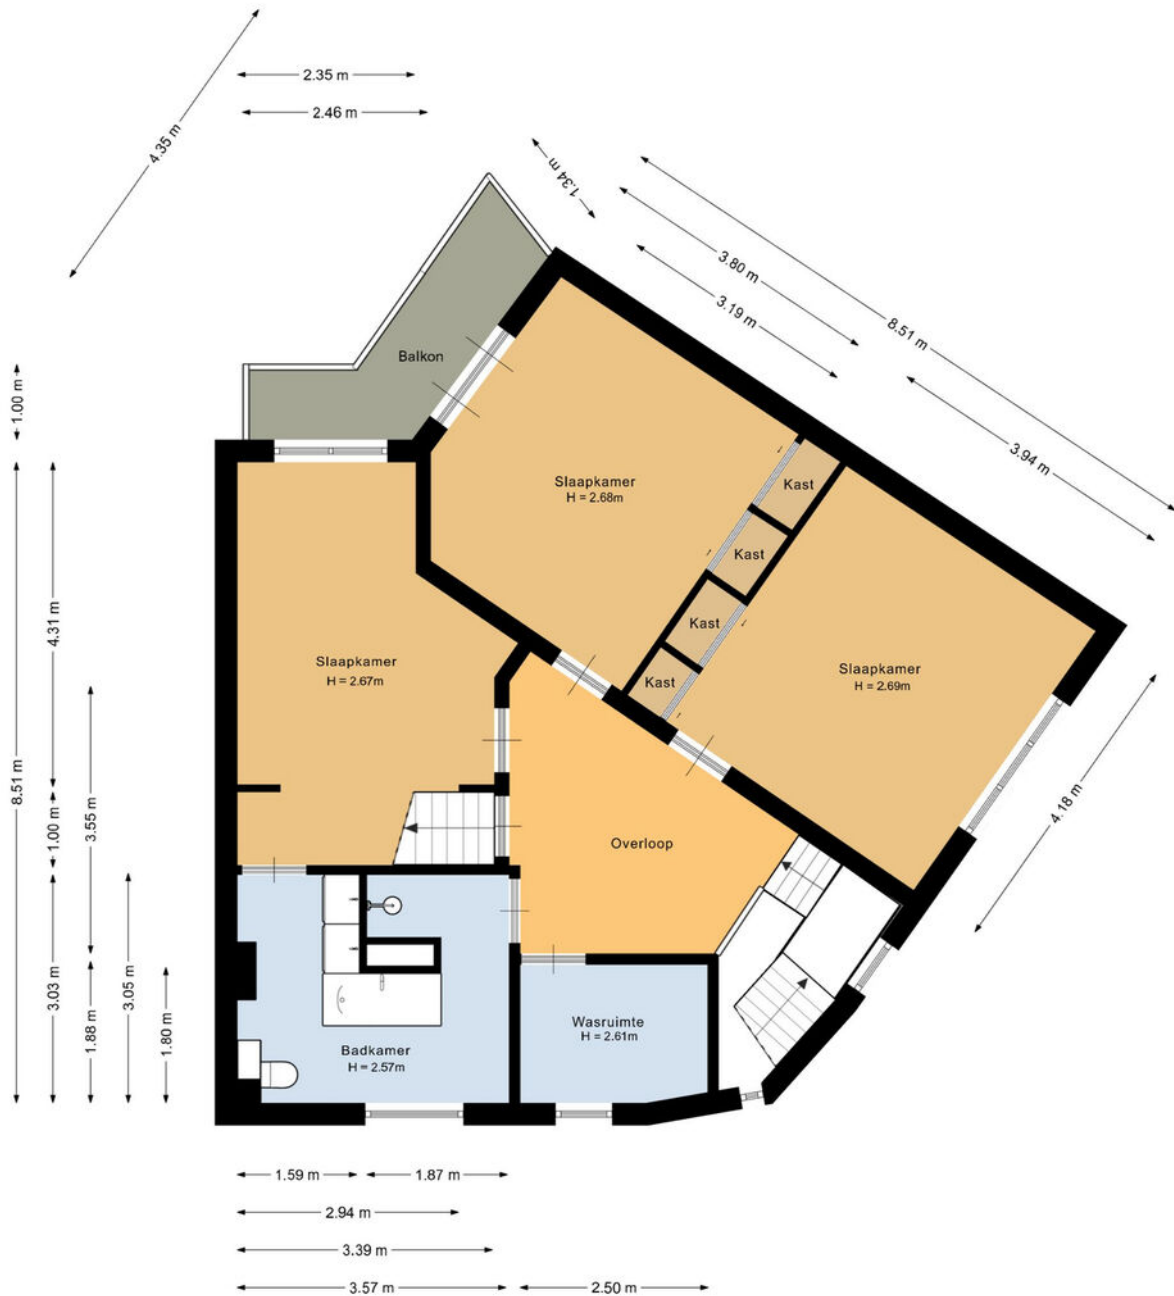 2.35 m
2.46 m
4.35 m
1.34 m
3.80 m
3.19 m
8.51 m
3.94 m
4.18 m
1.00 m
8.51 m
4.31 m
1.00 m
3.03 m
3.55 m
1.88 m
3.05 m
1.80 m
Balkon
Slaapkamer
H = 2.68m
Kast
Kast
Kast
Kast
Slaapkamer
H = 2.67m
Slaapkamer
H = 2.69m
Overloop
Wasruimte
H = 2.61m
Badkamer
H = 2.57m
1.59 m
1.87 m
2.94 m
3.39 m
3.57 m
2.50 m